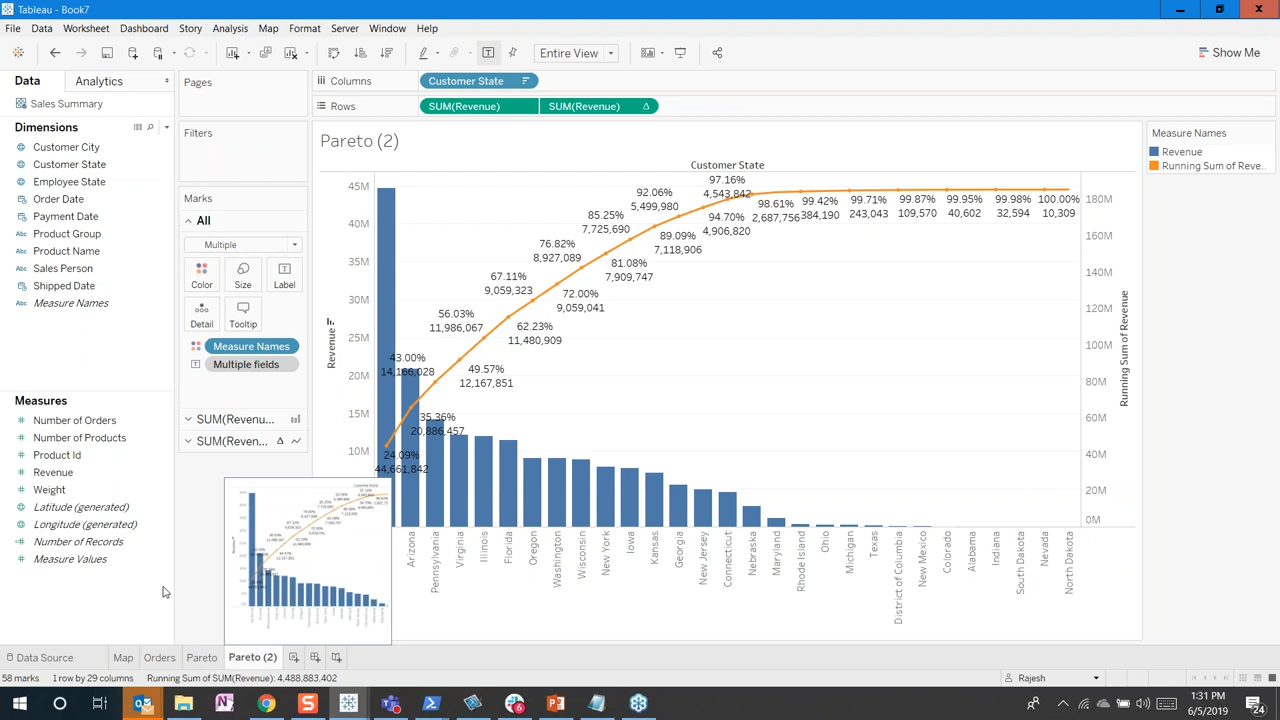 Tableau - Book7
File Data Worksheet Dashboard Story Analysis Map Format Server Window Help
Entire View
Show Me
Data Analytics
Pages
Columns
Customer State
Sales Summary
Rows
SUM(Revenue) SUM(Revenue)
Dimensions
Customer City
Customer State
Employee State
Order Date
Payment Date
Abc Product Group
Abc Product Name
Abc Sales Person
Shipped Date
Abc Measure Names
Measures
Number of Orders
Number of Products
Product Id
Revenue
Weight
Latitude (generated)
Longitude (generated)
Number of Records
Measure Values
Filters
Marks
All
Multiple
Color Size Label
Detail Tooltip
Measure Names
Multiple fields
SUM(Revenu...
SUM(Reven...
Pareto (2)
Customer State
Revenue
45M
40M
35M
30M
25M
20M
15M
10M
24.09%
44,661,842
35.36%
20,886,457
43.00%
14,166,028
49.57%
12,167,851
56.03%
11,986,067
62.23%
11,480,909
67.11%
9,059,323
72.00%
9,059,041
76.82%
8,927,089
81.08%
7,909,747
85.25%
7,725,690
89.09%
7,118,906
92.06%
5,499,980
94.70%
4,906,820
97.16%
4,543,842
98.61%
2,687,756
99.42%
384,190
99.71%
243,043
99.87%
109,570
99.95%
40,602
99.98%
32,594
100.00%
10,309
180M
160M
140M
120M
100M
80M
60M
40M
20M
0M
Running Sum of Revenue
Arizona
Pennsylvania
Virginia
Illinois
Florida
Oregon
Washington
Wisconsin
New York
Iowa
Kansas
Georgia
New Jersey
Connecticut
Nebraska
Maryland
Rhode Island
Ohio
Michigan
Texas
District of Columbia
New Mexico
Colorado
Alabama
Indiana
South Dakota
Nevada
North Dakota
Measure Names
Revenue
Running Sum of Reve..
Data Source Map Orders Pareto Pareto (2)
58 marks 1 row by 29 columns Running Sum of SUM(Revenue): 4,488,883,402
Rajesh
1:31 PM
6/5/2019
24